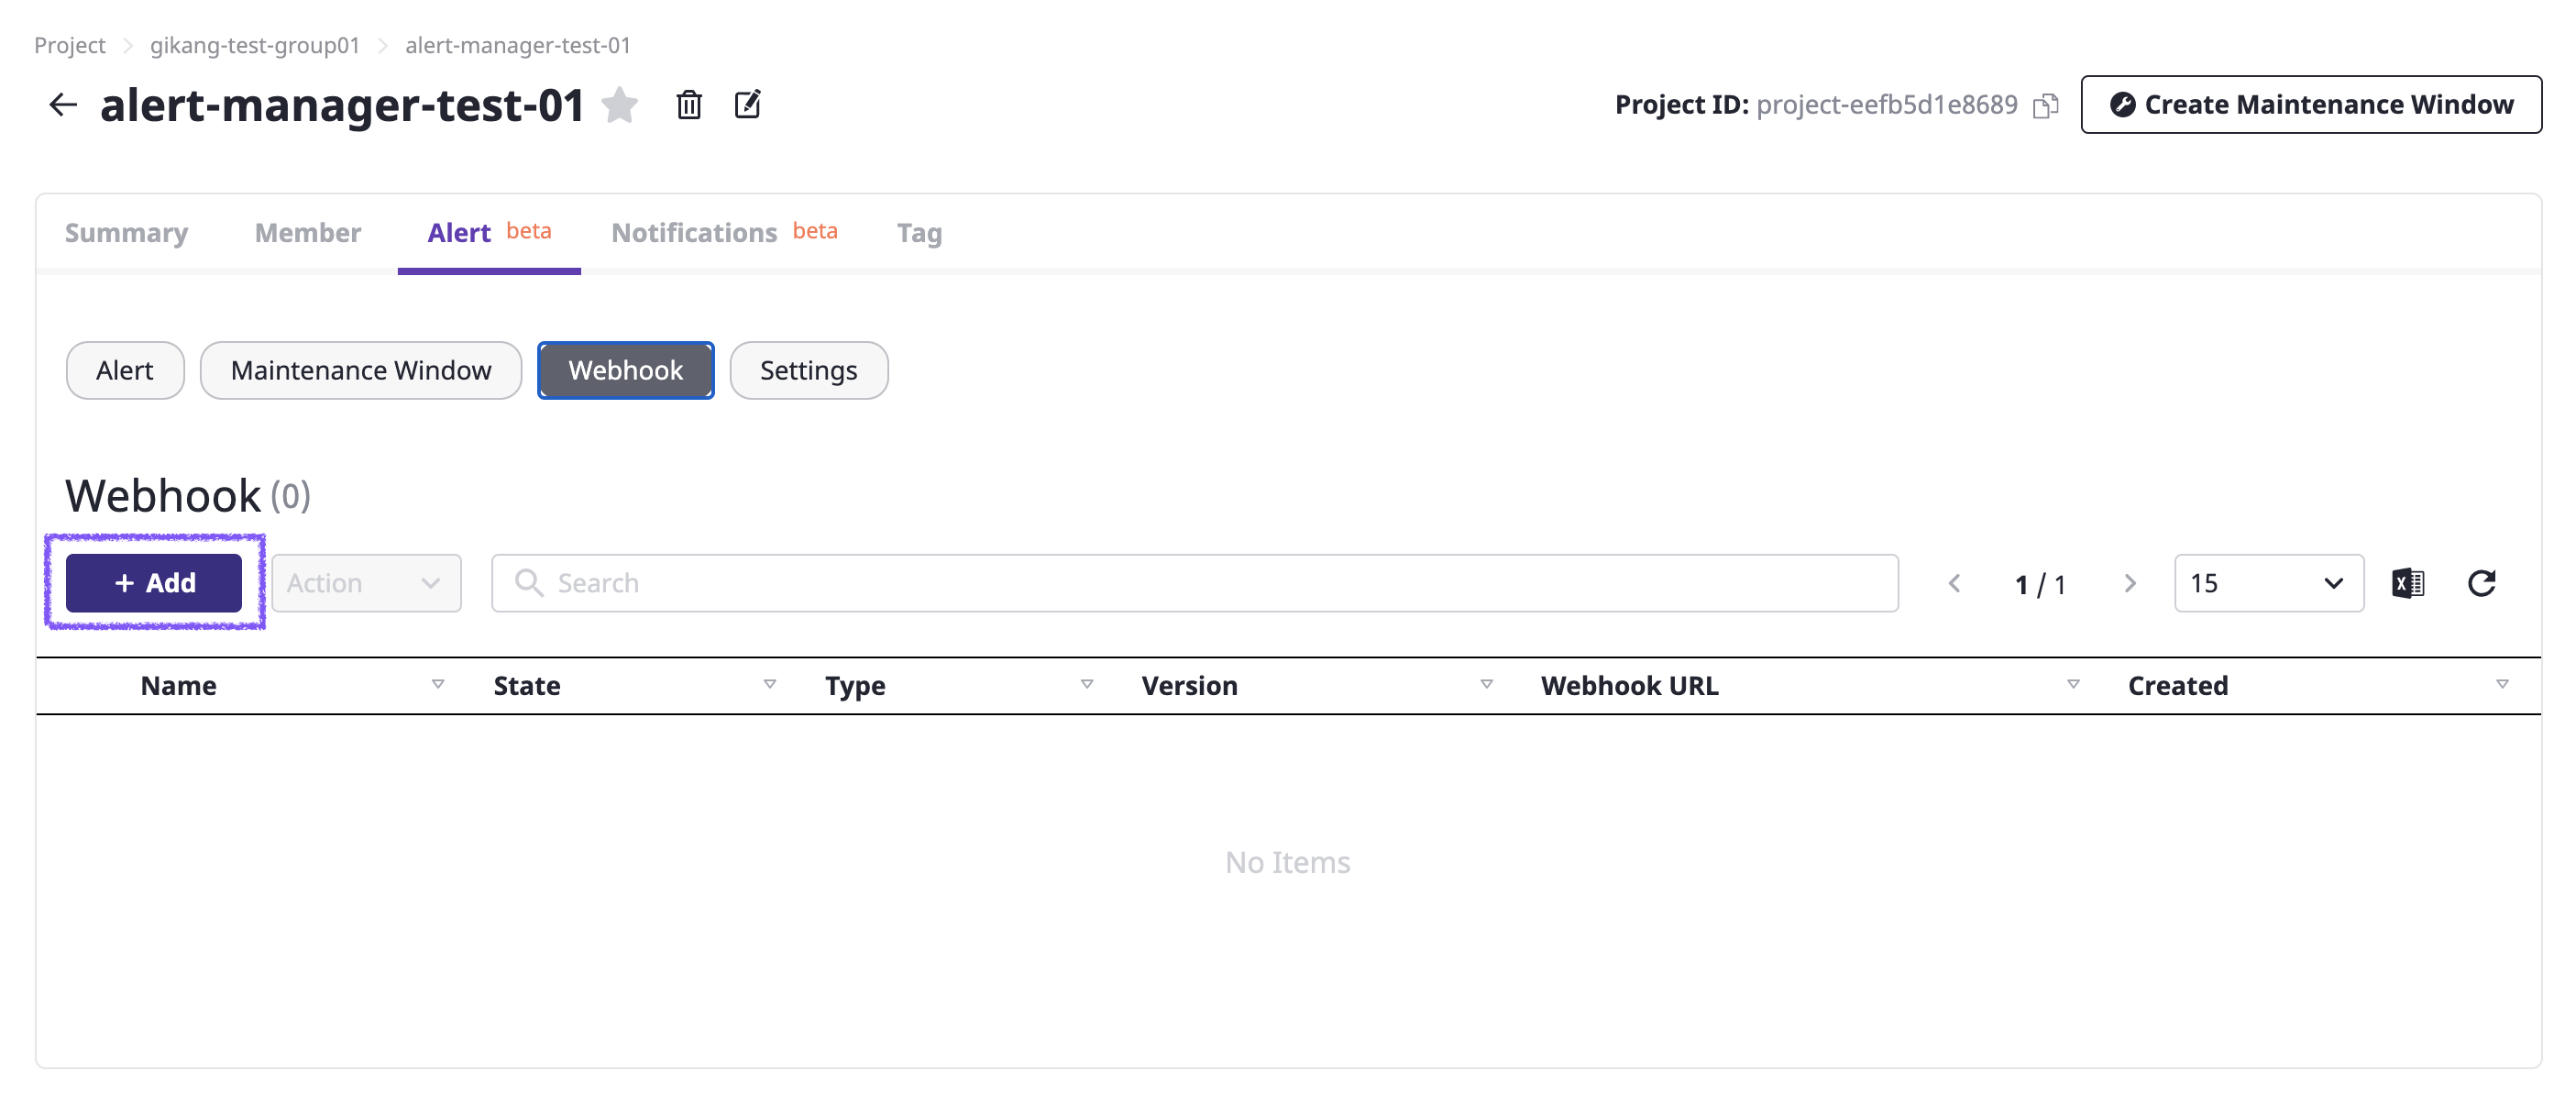 Project > gikang-test-group01 > alert-manager-test-01
alert-manager-test-01
Project ID: project-eefb5d1e8689
Create Maintenance Window
Summary Member Alert beta Notifications beta Tag
Alert Maintenance Window Webhook Settings
Webhook (0)
+ Add Action Search 1 / 1 15
Name State Type Version Webhook URL Created
No Items